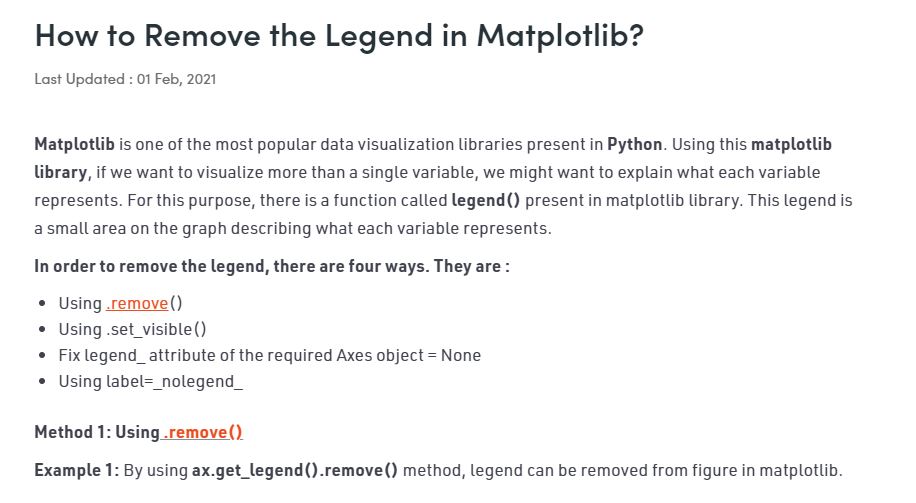 How to Remove the Legend in Matplotlib?
Last Updated : 01 Feb, 2021
Matplotlib is one of the most popular data visualization libraries present in Python. Using this matplotlib
library, if we want to visualize more than a single variable, we might want to explain what each variable
represents. For this purpose, there is a function called legend() present in matplotlib library. This legend is
a small area on the graph describing what each variable represents.
In order to remove the legend, there are four ways. They are :
• Using .remove()
• Using .set_visible()
• Fix legend_ attribute of the required Axes object = None
• Using label=_nolegend_
Method 1: Using .remove()
Example 1: By using ax.get_legend().remove() method, legend can be removed from figure in matplotlib.